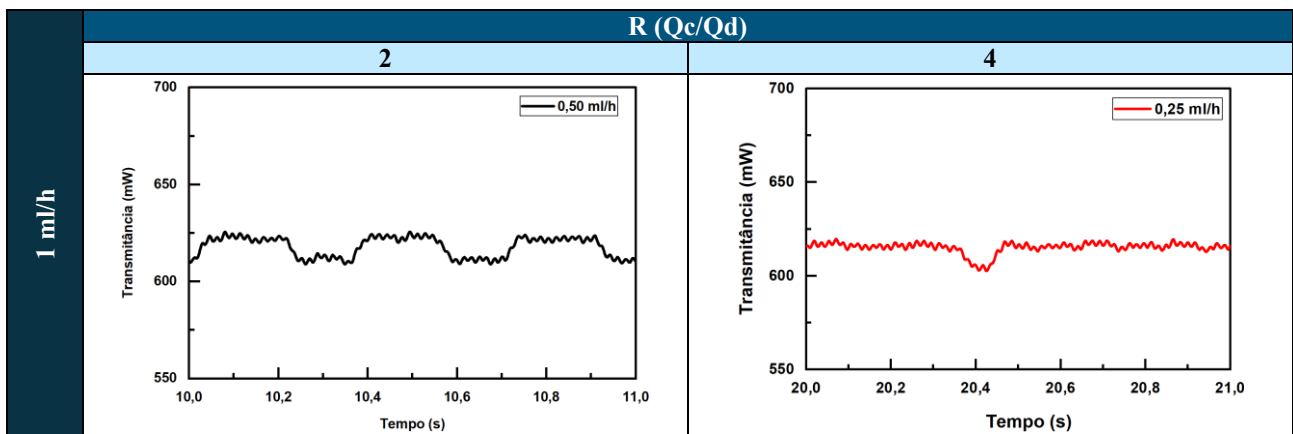 R (Qc/Qd)
2
4
1 ml/h
700
650
600
550
Transmitância (mW)
0,50 ml/h
10,0
10,2
10,4
10,6
10,8
11,0
Tempo (s)
700
650
600
550
Transmitância (mW)
0,25 ml/h
20,0
20,2
20,4
20,6
20,8
21,0
Tempo (s)